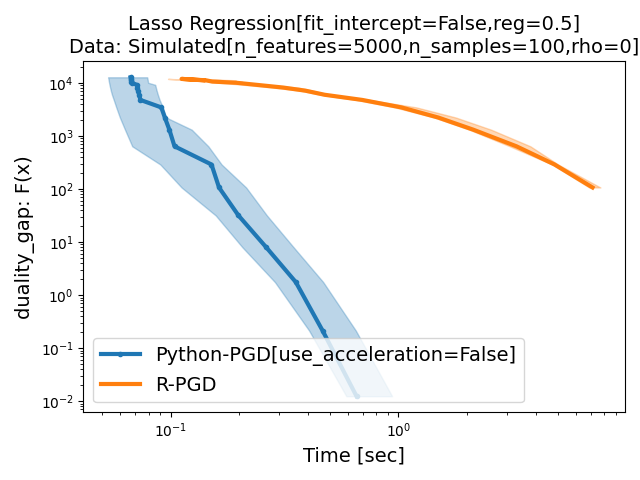 Lasso Regression[fit_intercept=False,reg=0.5]
Data: Simulated[n_features=5000,n_samples=100,rho=0]
duality_gap: F(x)
10^4
10^3
10^2
10^1
10^0
10^-1
10^-2
Python-PGD[use_acceleration=False]
R-PGD
10^-1
10^0
Time [sec]